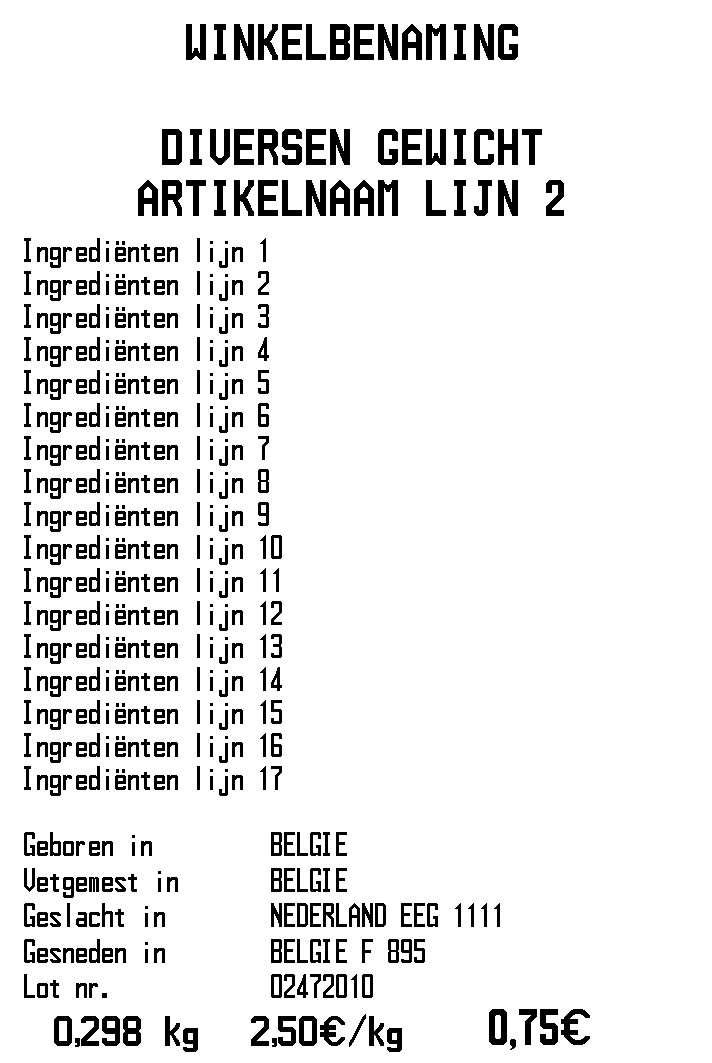 WINKELBENAMING
DIVERSEN GEWICHT
ARTIKELNAAM LIJN 2
Ingrediënten lijn 1
Ingrediënten lijn 2
Ingrediënten lijn 3
Ingrediënten lijn 4
Ingrediënten lijn 5
Ingrediënten lijn 6
Ingrediënten lijn 7
Ingrediënten lijn 8
Ingrediënten lijn 9
Ingrediënten lijn 10
Ingrediënten lijn 11
Ingrediënten lijn 12
Ingrediënten lijn 13
Ingrediënten lijn 14
Ingrediënten lijn 15
Ingrediënten lijn 16
Ingrediënten lijn 17
Geboren in BELGIE
Vetgemest in BELGIE
Geslacht in NEDERLAND EEG 1111
Gesneden in BELGIE F 895
Lot nr. 02472010
0,298 kg 2,50€/kg 0,75€